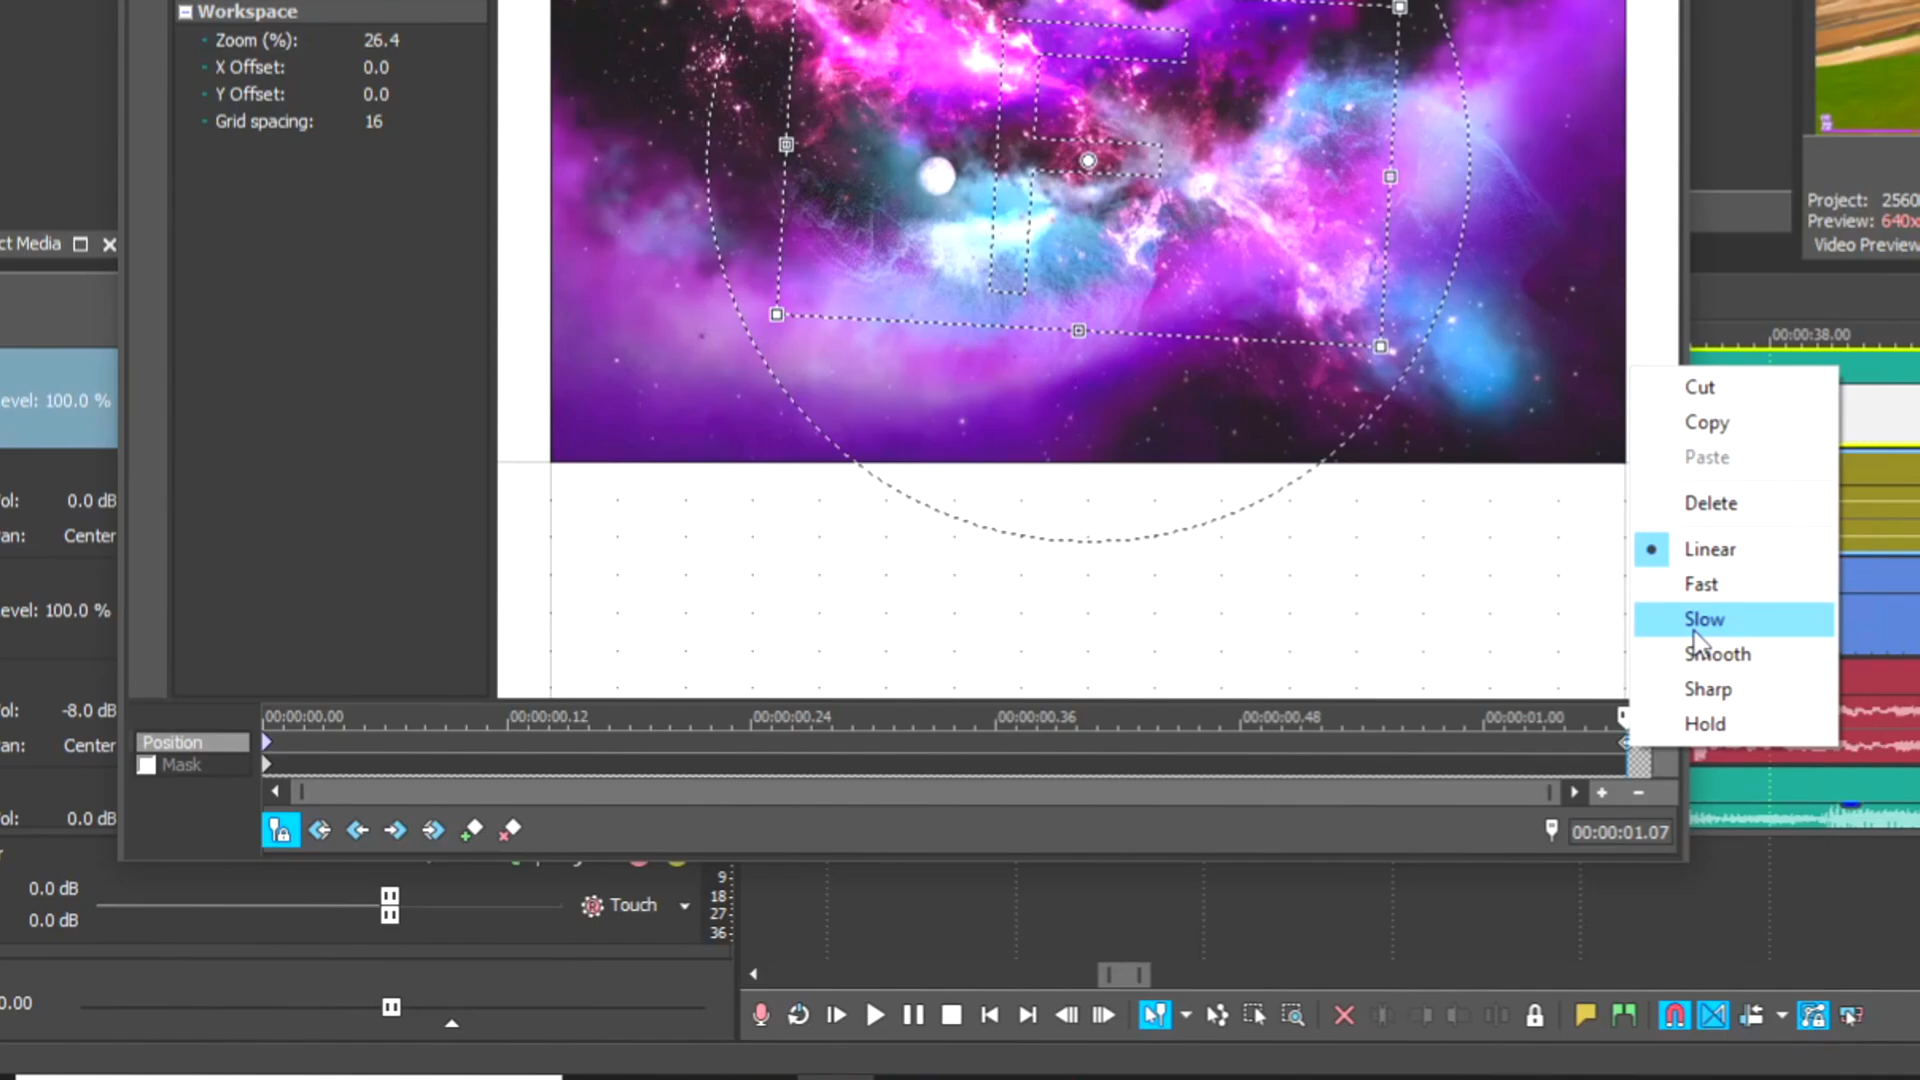 Workspace
Zoom (%): 26.4
X Offset: 0.0
Y Offset: 0.0
Grid spacing: 16
ct Media
evel: 100.0 %
ol: 0.0 dB
an: Center
evel: 100.0 %
ol: -8.0 dB
an: Center
ol: 0.0 dB
Project: 2560
Preview: 640x
Video Preview
00:00:38.00
Cut
Copy
Paste
Delete
Linear
Fast
Slow
Smooth
Sharp
Hold
00:00:00.00 00:00:00.12 00:00:00.24 00:00:00.36 00:00:00.48 00:00:01.00
Position
Mask
00:00:01.07
0.0 dB
0.0 dB
Touch
9
18
27
36
0.00